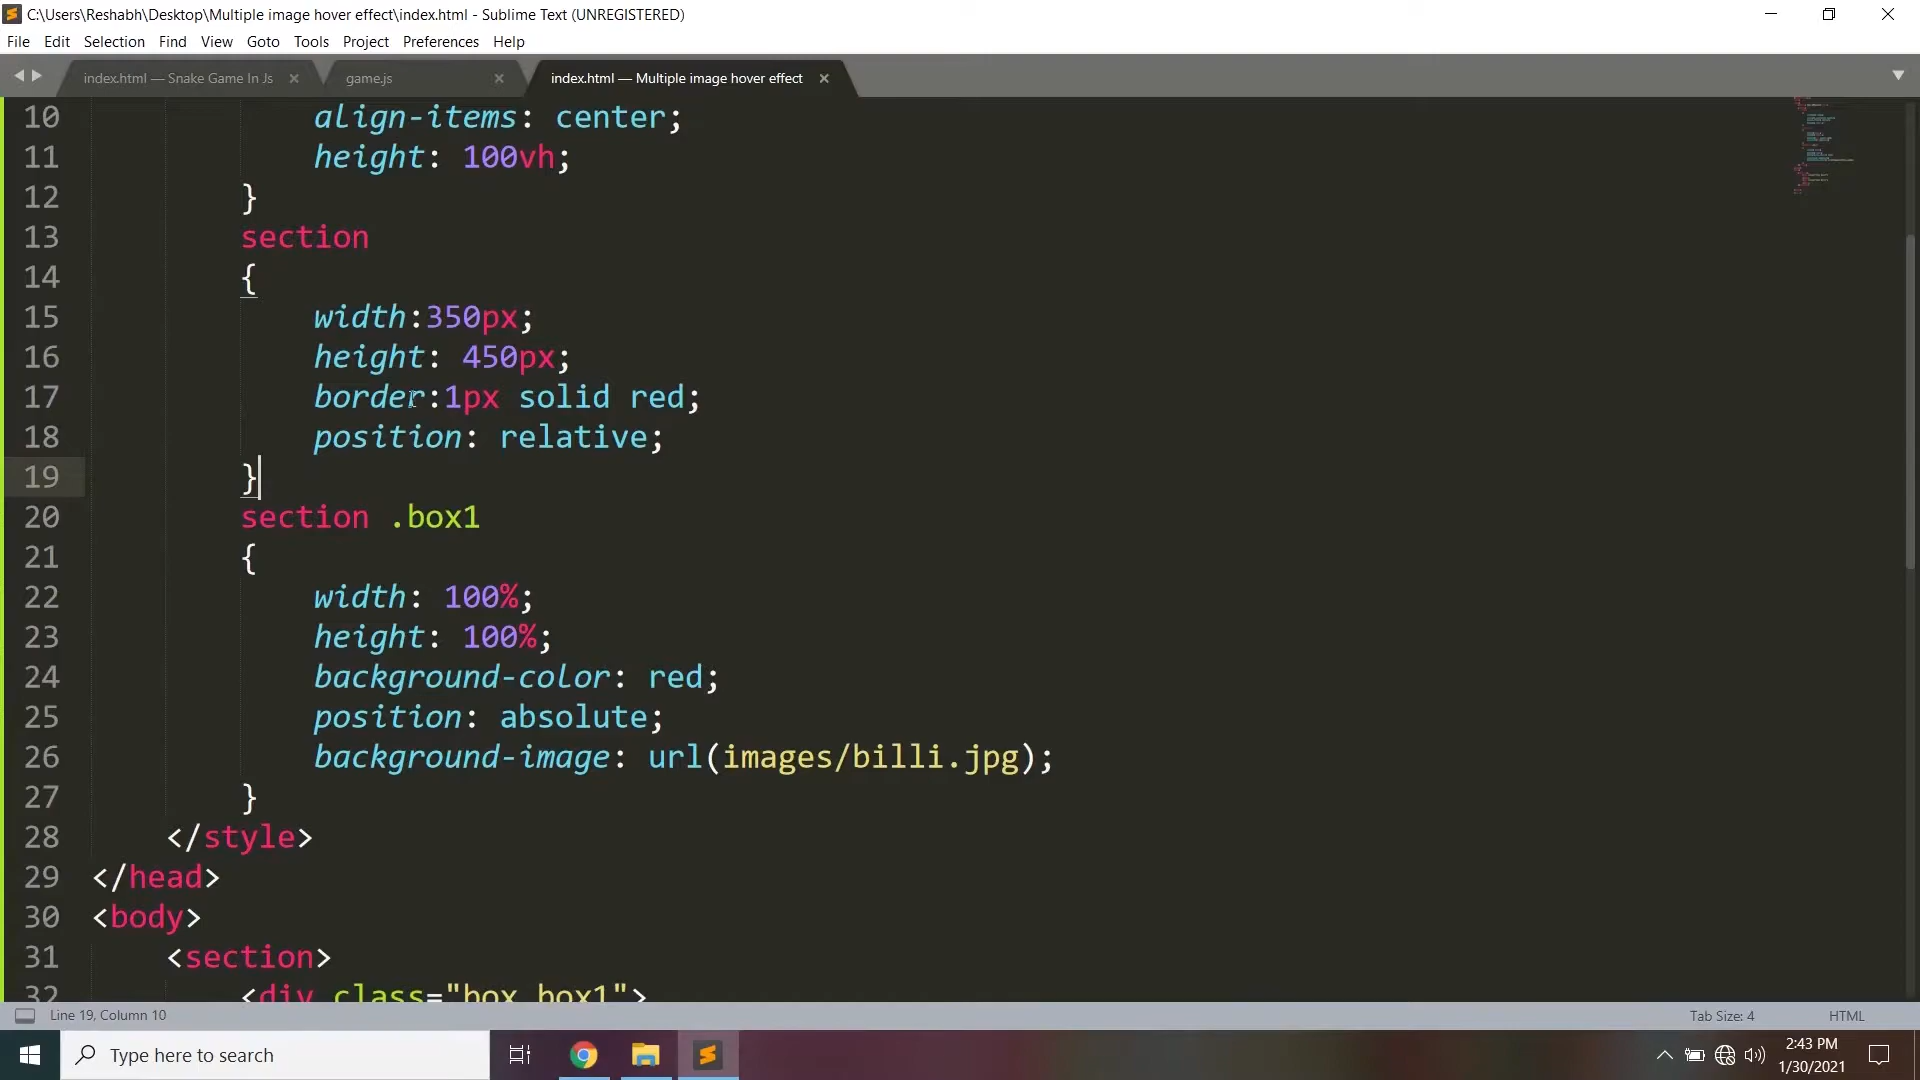 C:\Users\Reshabh\Desktop\Multiple image hover effect\index.html - Sublime Text (UNREGISTERED)
File Edit Selection Find View Goto Tools Project Preferences Help
index.html — Snake Game In Js game.js index.html — Multiple image hover effect
10 align-items: center;
11 height: 100vh;
12 }
13 section
14 {
15 width:350px;
16 height: 450px;
17 border:1px solid red;
18 position: relative;
19 }
20 section .box1
21 {
22 width: 100%;
23 height: 100%;
24 background-color: red;
25 position: absolute;
26 background-image: url(images/billi.jpg);
27 }
28 </style>
29 </head>
30 <body>
31 <section>
32 <div class="box box1">
Line 19, Column 10 Tab Size: 4 HTML
Type here to search
2:43 PM
1/30/2021